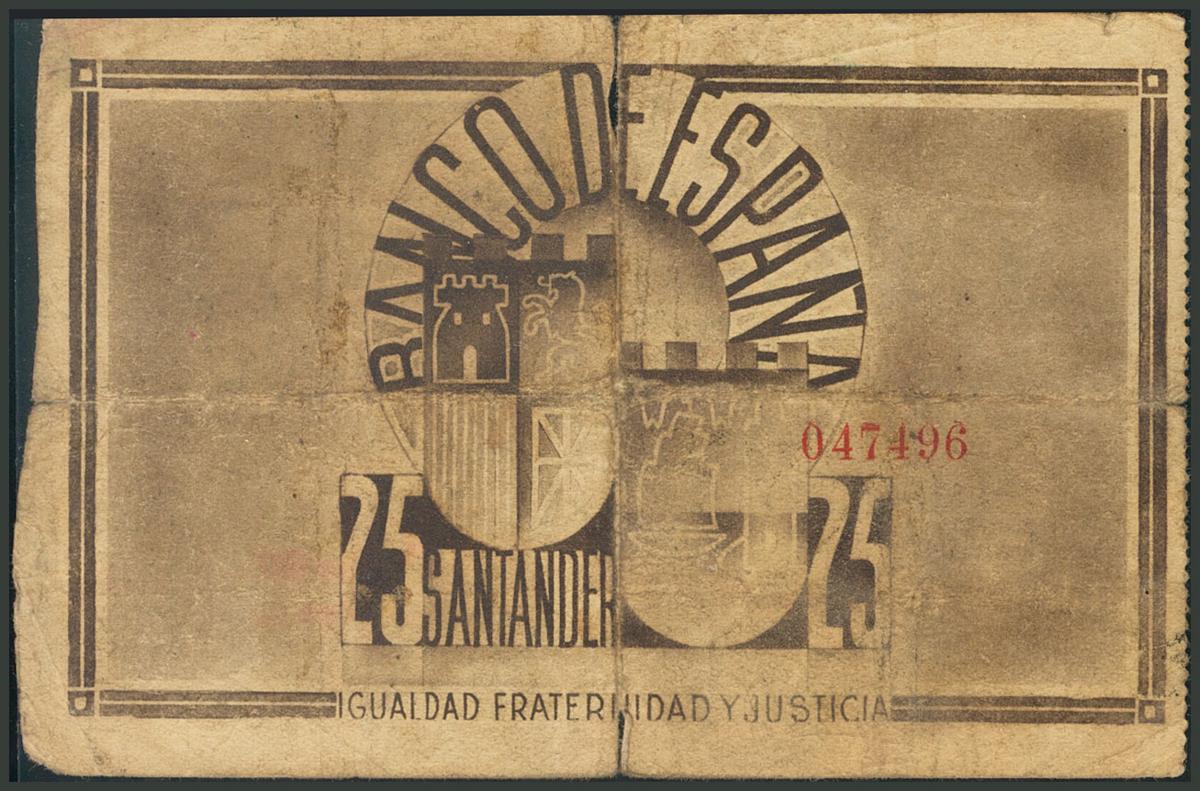 BANCO DE ESPAÑA
047496
25 SANTANDER 25
IGUALDAD FRATERNIDAD Y JUSTICIA